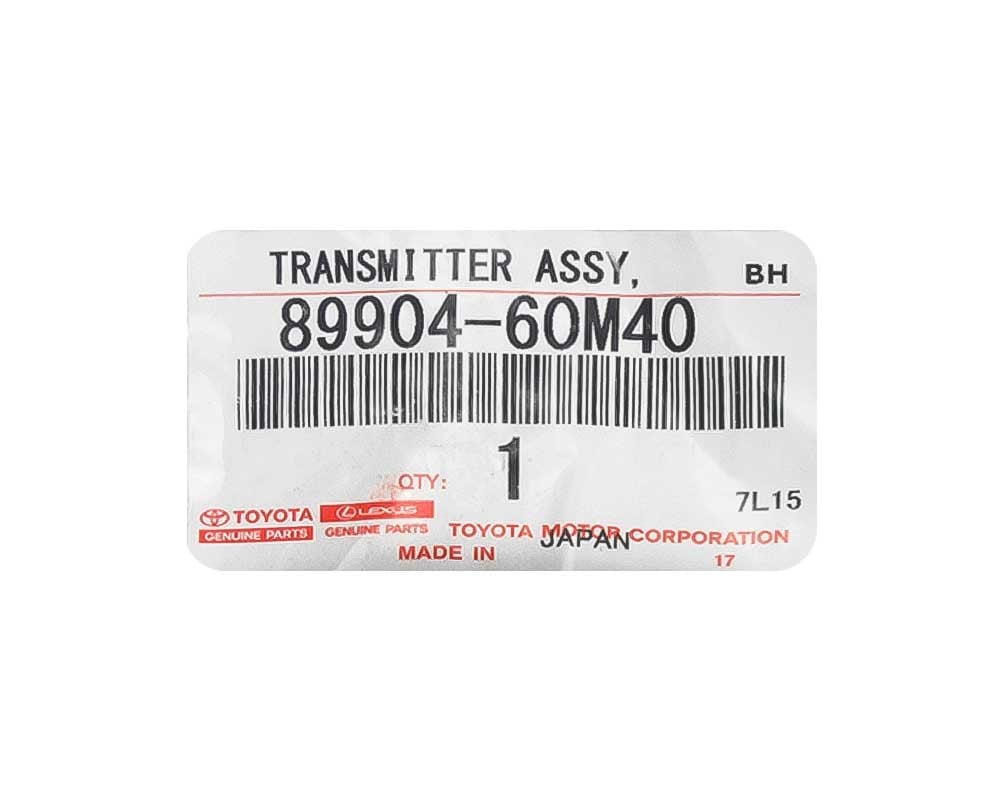 TRANSMITTER ASSY, BH
89904-60M40
QTY: 1
7L15
TOYOTA LEXUS
GENUINE PARTS GENUINE PARTS TOYOTA MOTOR CORPORATION
MADE IN JAPAN
17